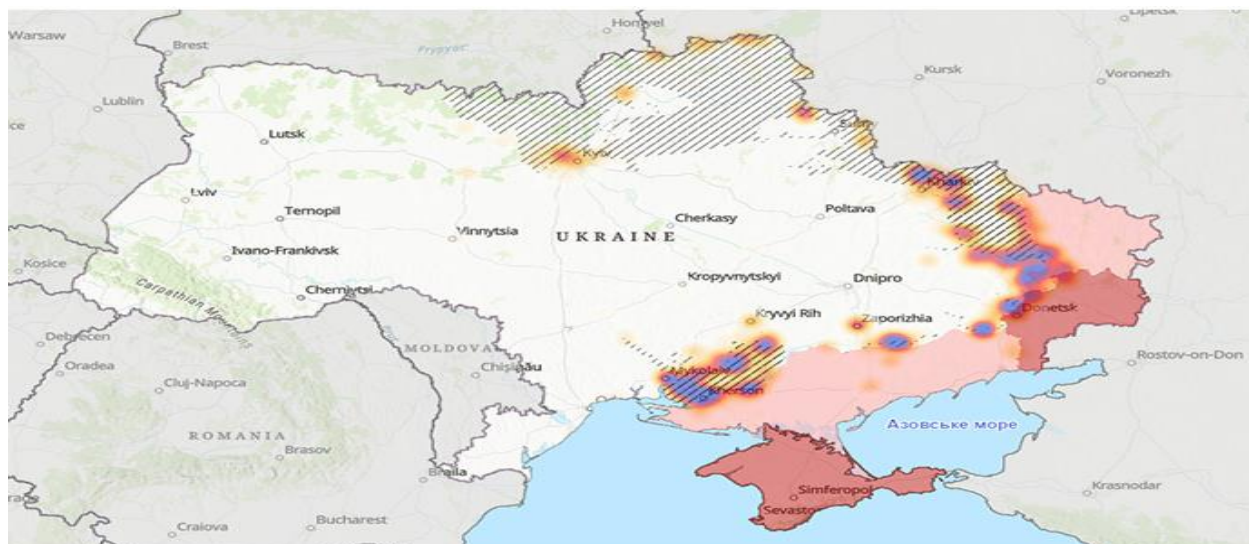 Homyel'
Lipetsk
Warsaw
Brest
Prypyac'
Kursk
Voronezh
Lublin
Lutsk
Sumy
Kyiv
Kharkiv
Lviv
Ternopil
Cherkasy
Poltava
Vinnytsia
UKRAINE
Ivano-Frankivsk
Kosice
Kropyvnytskyi
Dnipro
Chernivtsi
Carpathian Mountains
Donetsk
Kryvyi Rih
Zaporizhia
Debrecen
MOLDOVA
Rostov-on-Don
Oradea
Chișinău
Mykolaiv
Cluj-Napoca
Kherson
Азовське море
ROMANIA
Brasov
Braila
Simferopol
Krasnodar
Sevastopol
Bucharest
Craiova